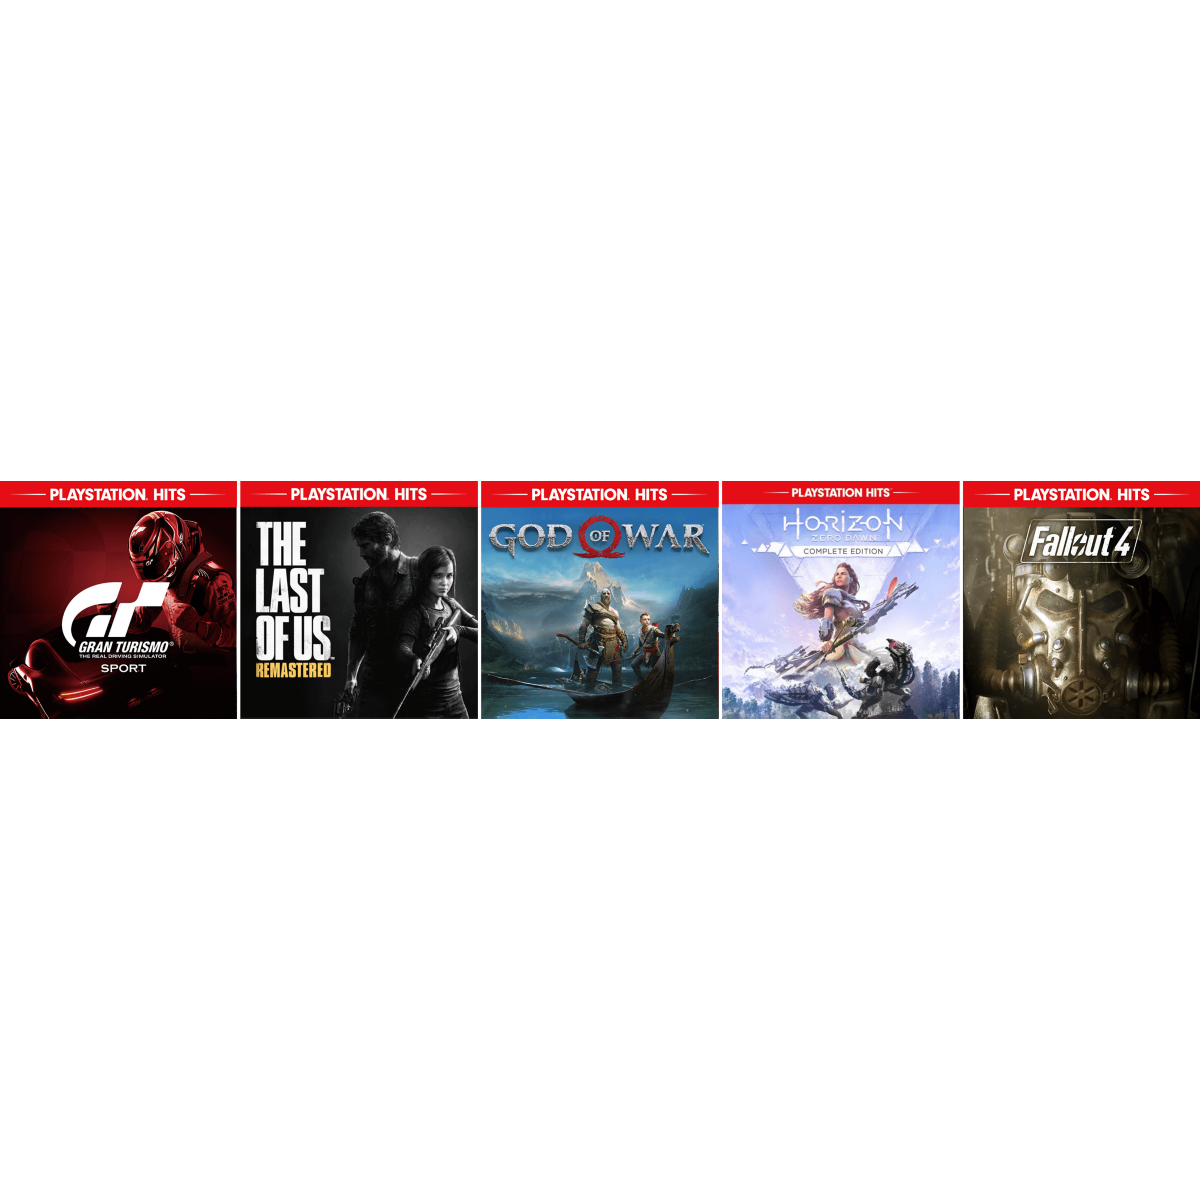 PLAYSTATION® HITS
GRAN TURISMO®
THE REAL DRIVING SIMULATOR
SPORT
PLAYSTATION® HITS
THE
LAST
OF US
REMASTERED
PLAYSTATION® HITS
GOD OF WAR
PLAYSTATION® HITS
HORIZON
ZERO DAWN
COMPLETE EDITION
PLAYSTATION® HITS
Fallout 4